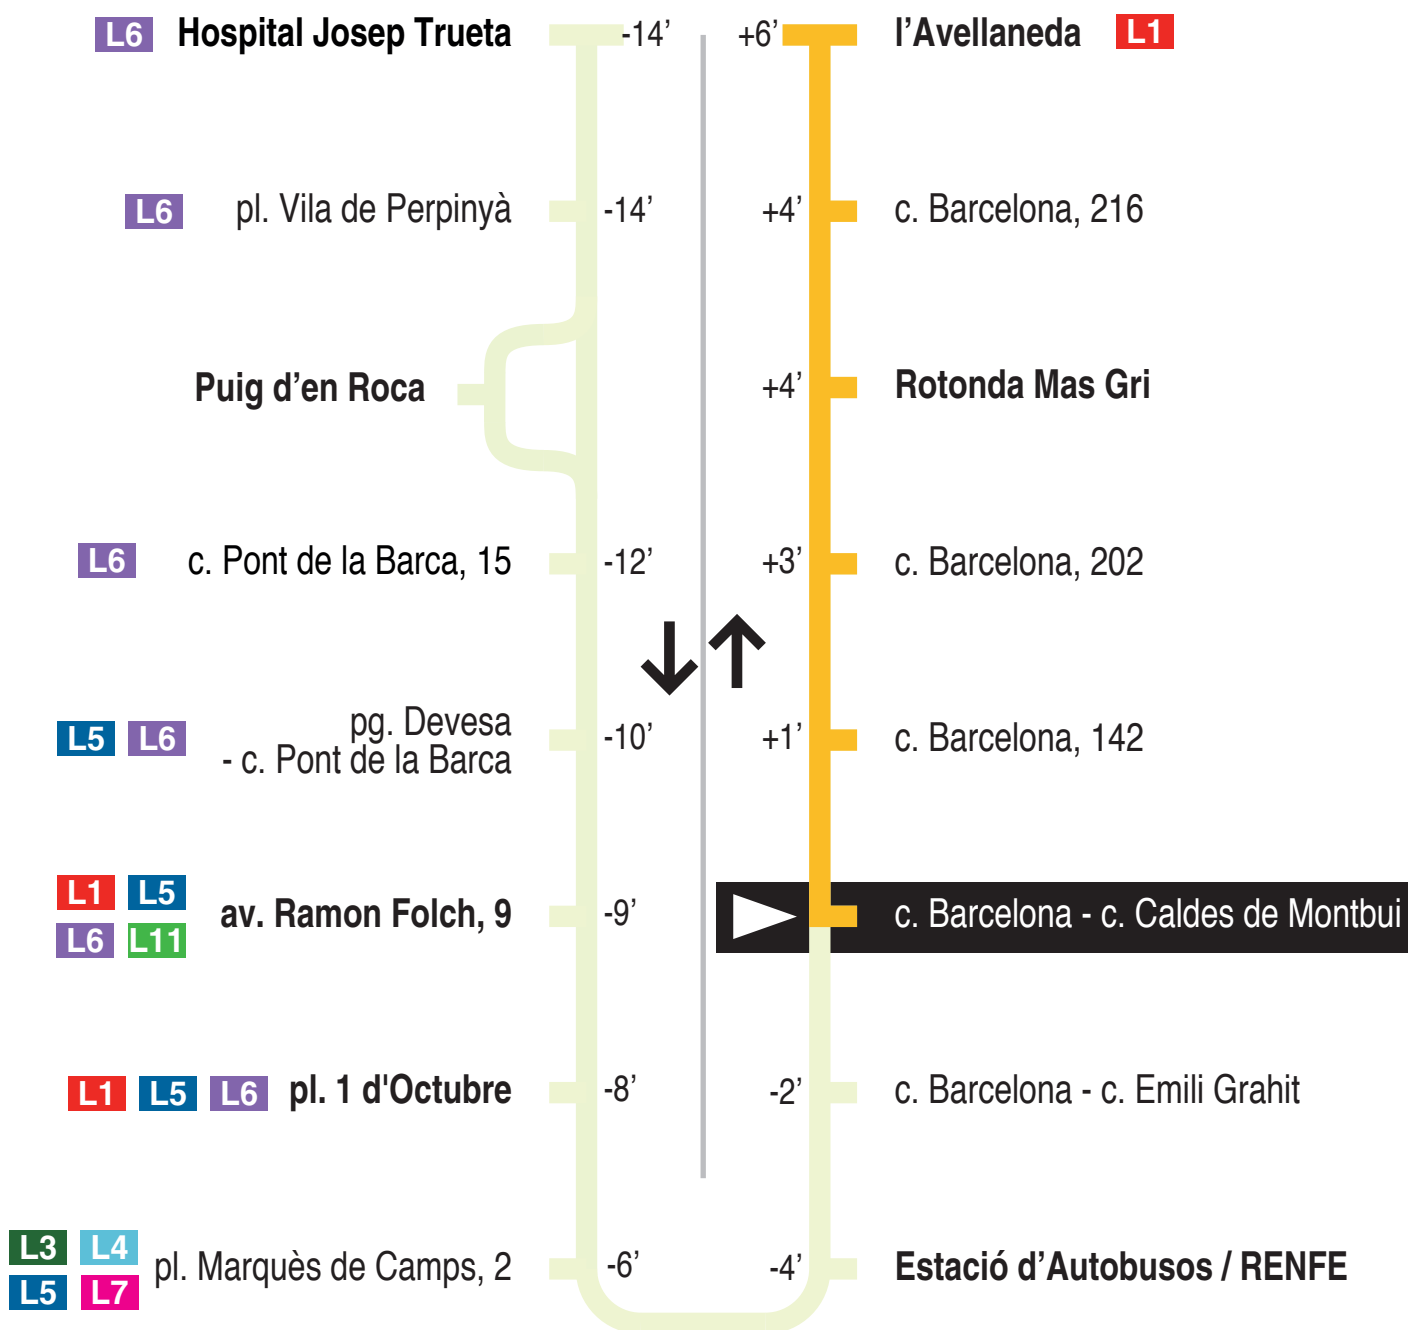 L6 Hospital Josep Trueta -14’
L6 pl. Vila de Perpinyà -14’
Puig d’en Roca
L6 c. Pont de la Barca, 15 -12’
L5 L6 pg. Devesa
- c. Pont de la Barca -10’
L1 L5
L6 L11
av. Ramon Folch, 9 -9’
L1 L5 L6 pl. 1 d'Octubre -8’
L3 L4
L5 L7
pl. Marquès de Camps, 2 -6’
+6’ l’Avellaneda L1
+4’ c. Barcelona, 216
+4’ Rotonda Mas Gri
+3’ c. Barcelona, 202
+1’ c. Barcelona, 142
c. Barcelona - c. Caldes de Montbui
-2’ c. Barcelona - c. Emili Grahit
-4’ Estació d’Autobusos / RENFE